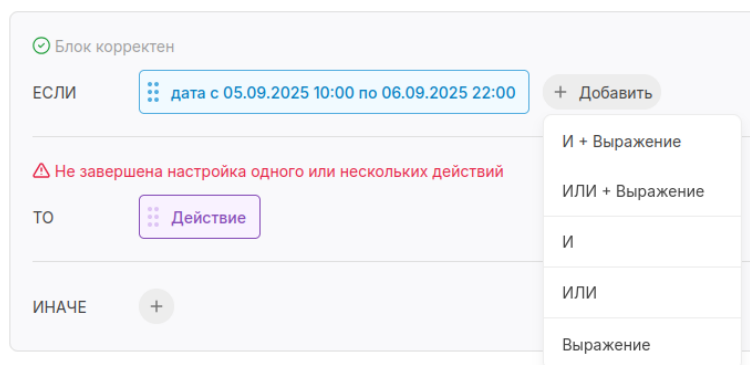 Блок корректен
ЕСЛИ дата с 05.09.2025 10:00 по 06.09.2025 22:00 + Добавить
И + Выражение
Не завершена настройка одного или нескольких действий
ИЛИ + Выражение
ТО Действие
И
ИЛИ
ИНАЧЕ +
Выражение